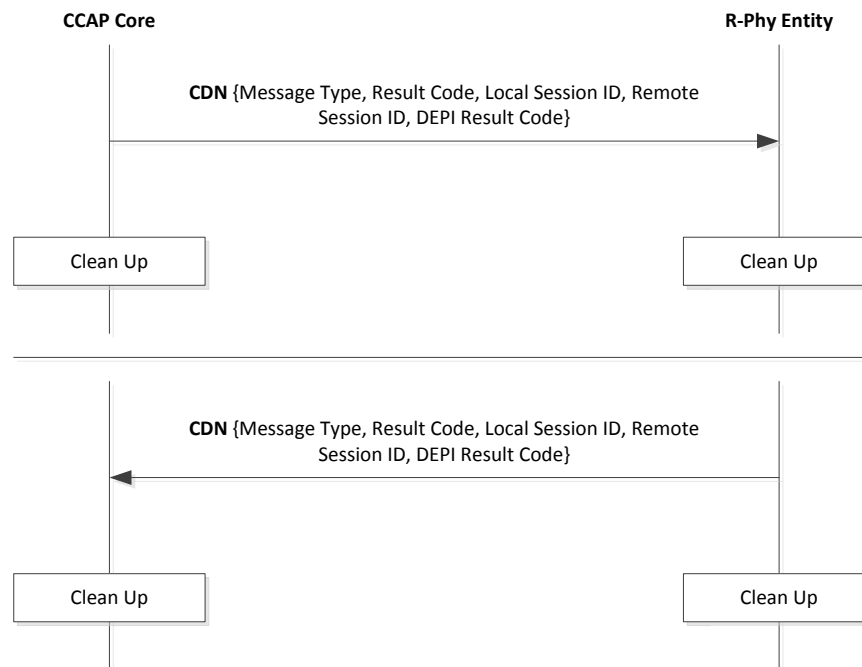 CCAP Core
R-Phy Entity
CDN {Message Type, Result Code, Local Session ID, Remote
Session ID, DEPI Result Code}
Clean Up
Clean Up
CDN {Message Type, Result Code, Local Session ID, Remote
Session ID, DEPI Result Code}
Clean Up
Clean Up